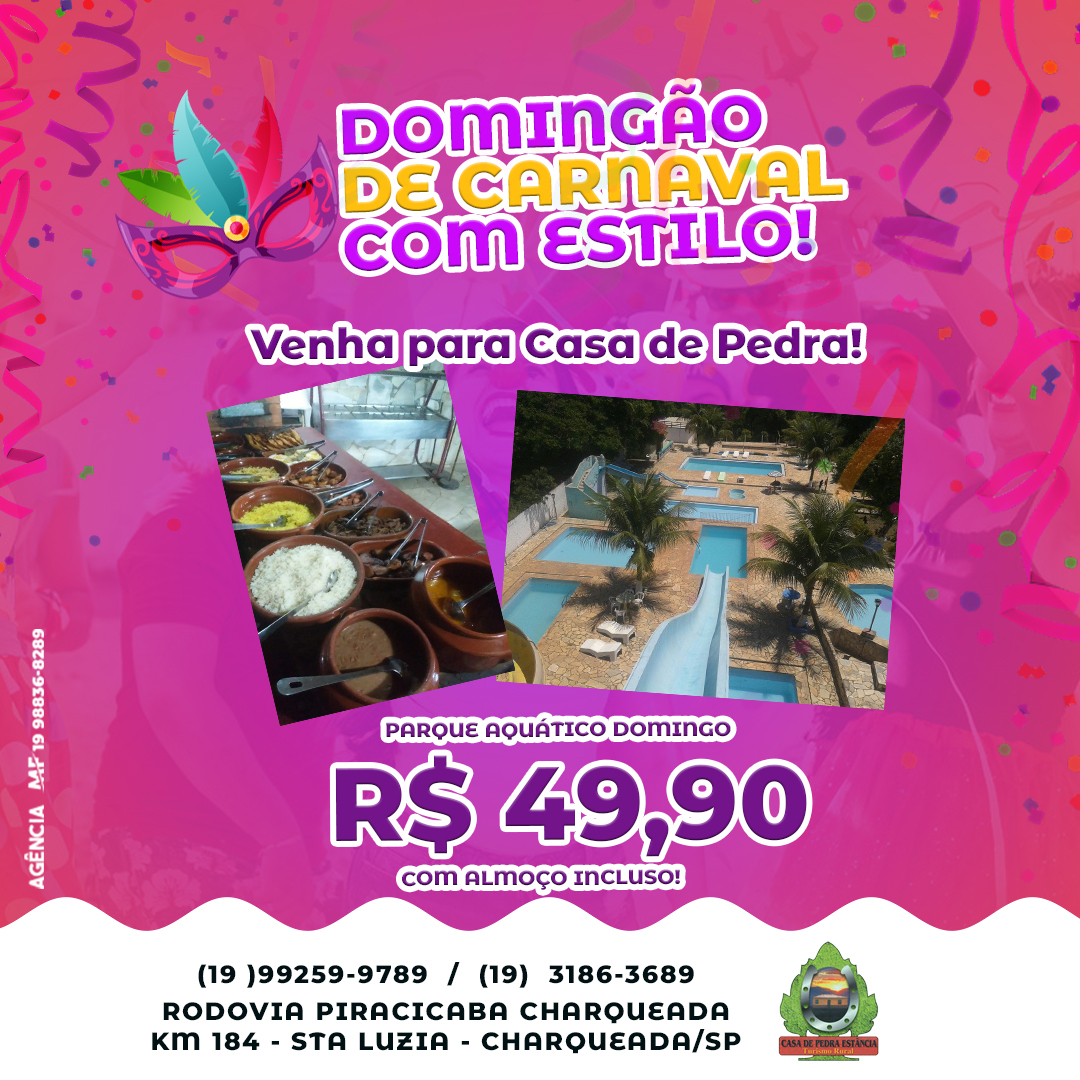 DOMINGÃO
DE CARNAVAL
COM ESTILO!
Venha para Casa de Pedra!
PARQUE AQUÁTICO DOMINGO
R$ 49,90
COM ALMOÇO INCLUSO!
AGÊNCIA MF 19 98836-8289
(19 )99259-9789 / (19) 3186-3689
RODOVIA PIRACICABA CHARQUEADA
KM 184 - STA LUZIA - CHARQUEADA/SP
CASA DE PEDRA ESTÂNCIA
Turismo Rural